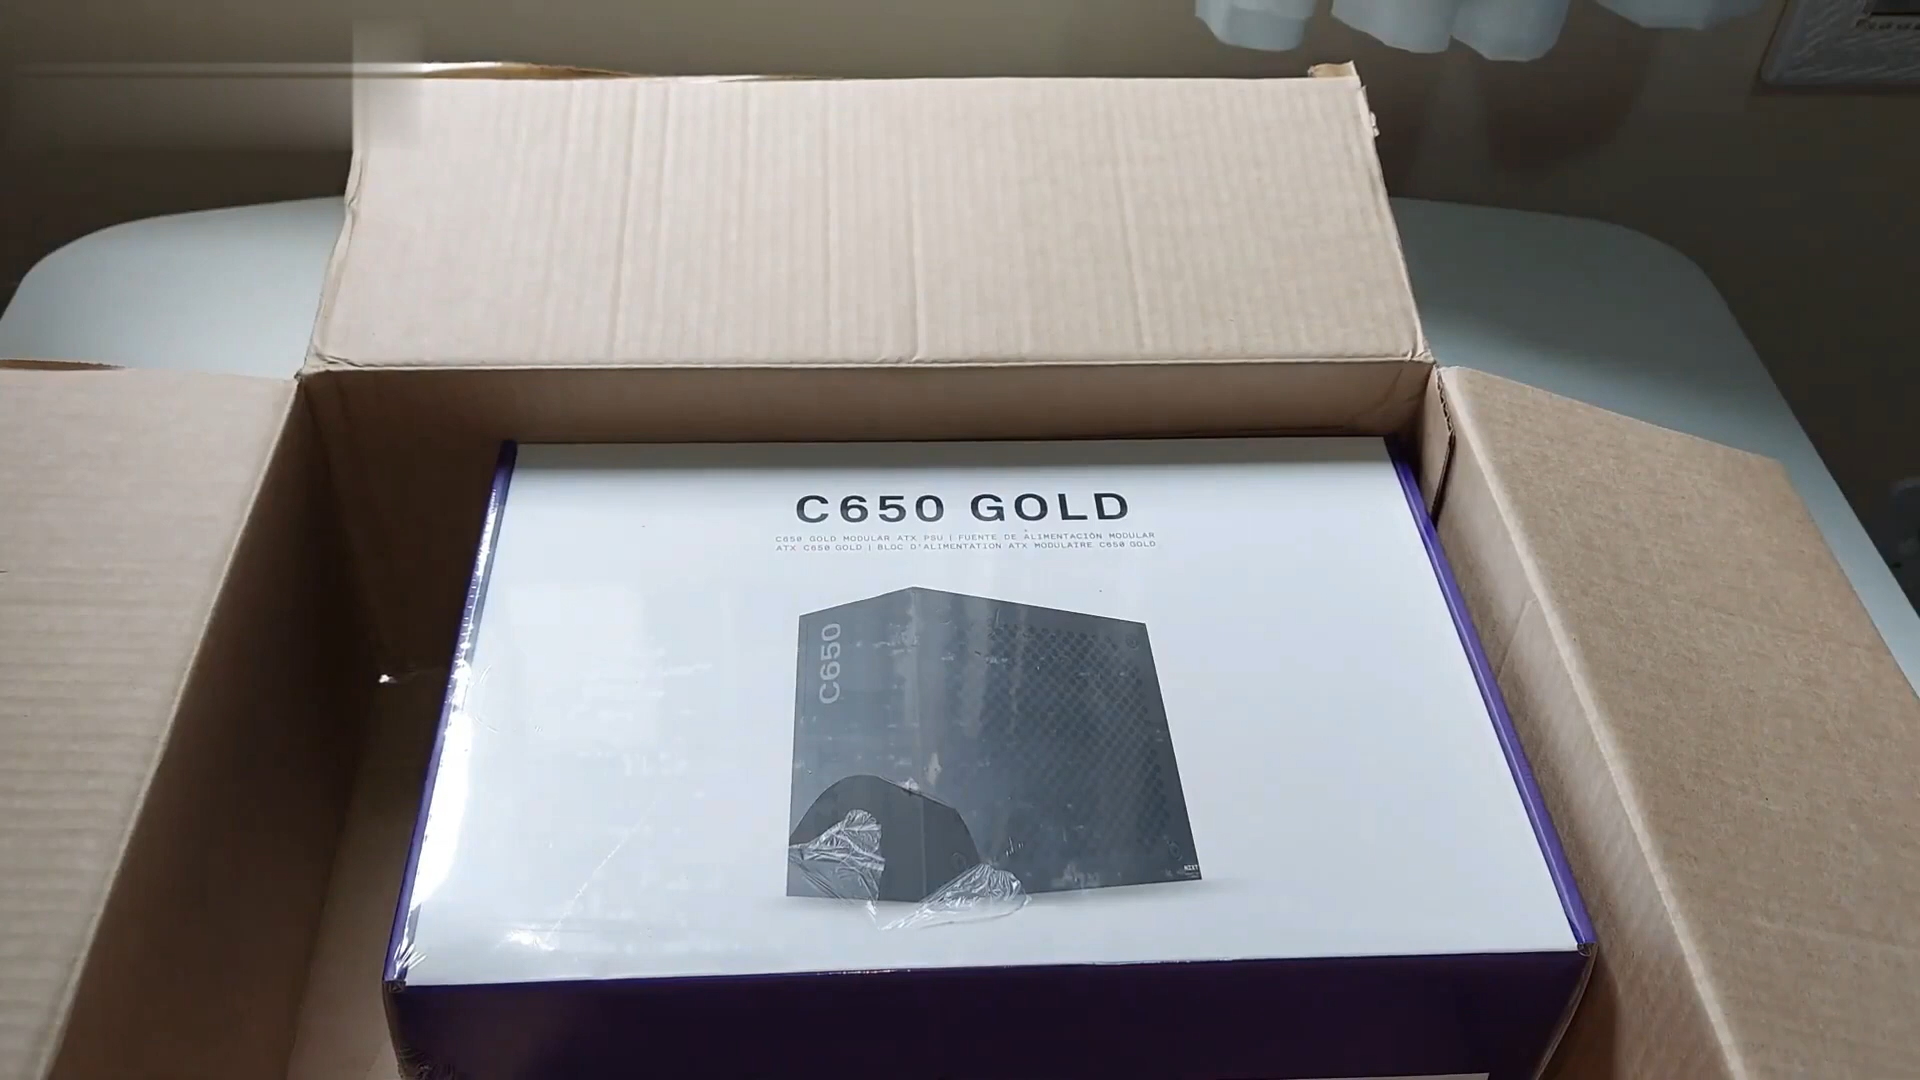 C650 GOLD
C650 GOLD MODULAR ATX PSU | FUENTE DE ALIMENTACIÓN MODULAR
ATX C650 GOLD | BLOC D'ALIMENTATION ATX MODULAIRE C650 GOLD
C650
NZXT